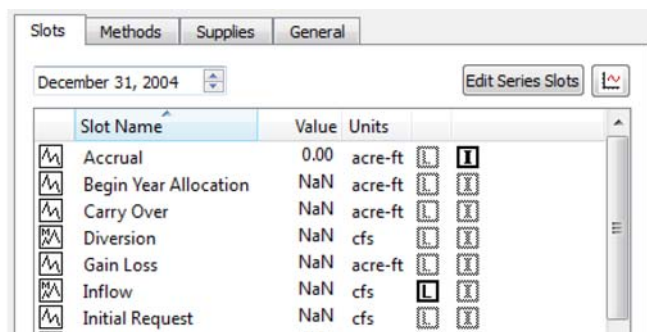 Slots Methods Supplies General
December 31, 2004 Edit Series Slots
Slot Name Value Units
Accrual 0.00 acre-ft L I
Begin Year Allocation NaN acre-ft L I
Carry Over NaN acre-ft L I
M Diversion NaN cfs L I
Gain Loss NaN acre-ft L I
M Inflow NaN cfs L I
Initial Request NaN cfs L I